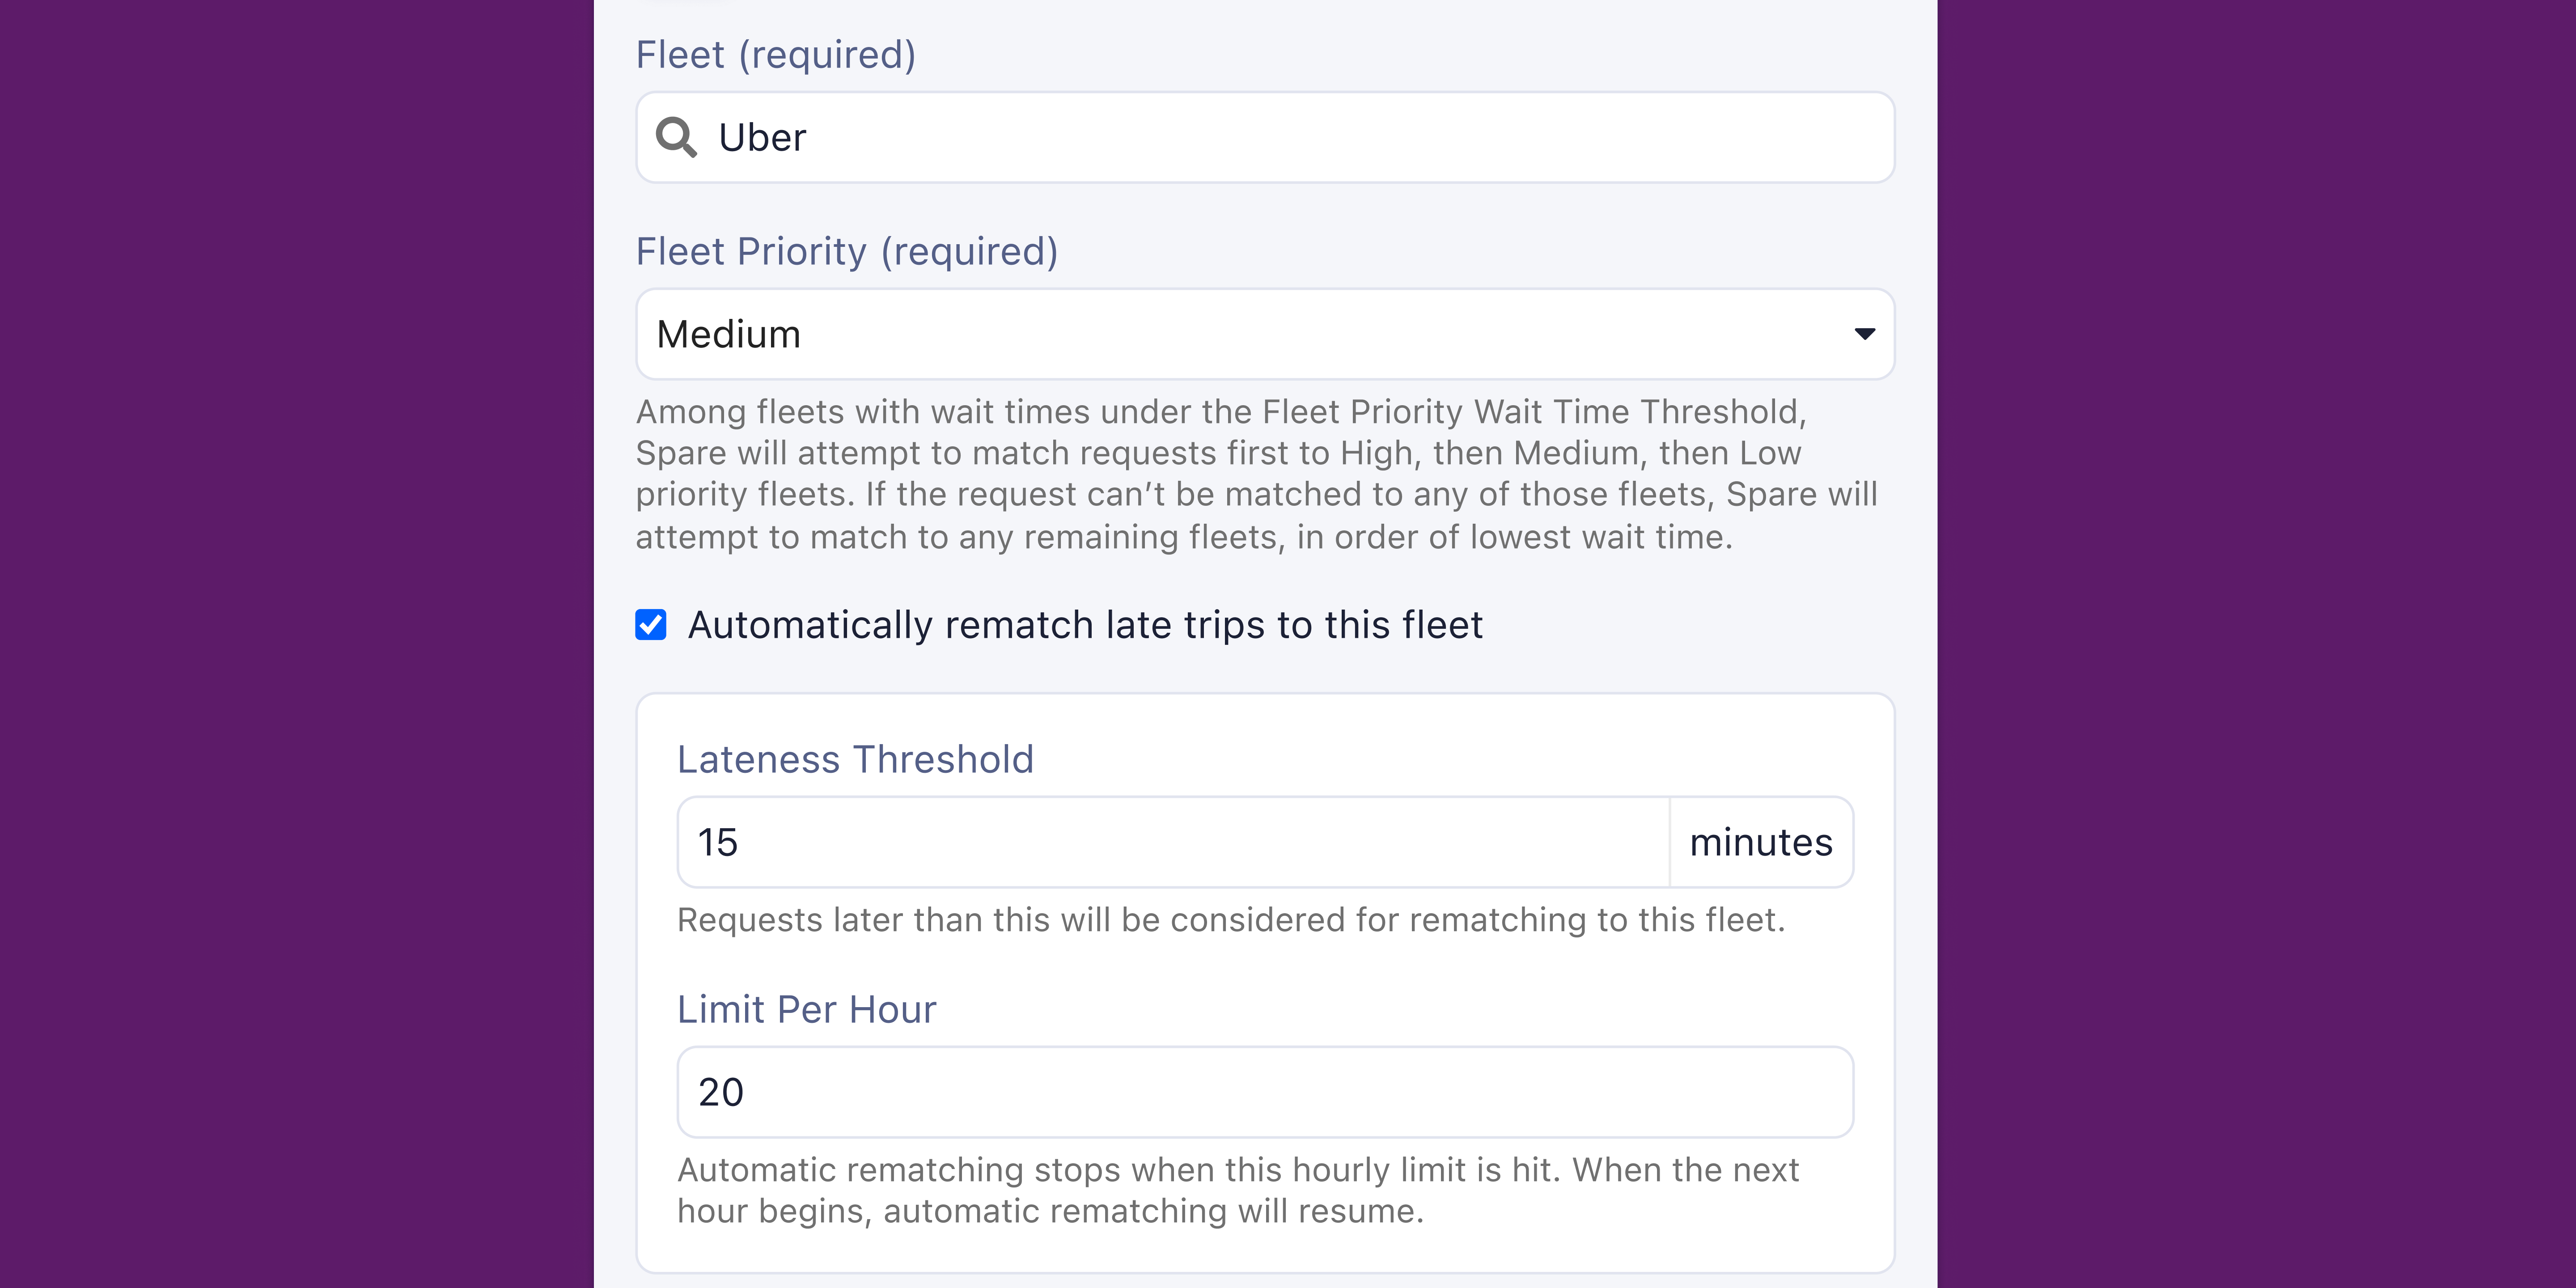 Fleet (required)
Uber
Fleet Priority (required)
Medium
Among fleets with wait times under the Fleet Priority Wait Time Threshold,
Spare will attempt to match requests first to High, then Medium, then Low
priority fleets. If the request can’t be matched to any of those fleets, Spare will
attempt to match to any remaining fleets, in order of lowest wait time.
Automatically rematch late trips to this fleet
Lateness Threshold
15 minutes
Requests later than this will be considered for rematching to this fleet.
Limit Per Hour
20
Automatic rematching stops when this hourly limit is hit. When the next
hour begins, automatic rematching will resume.